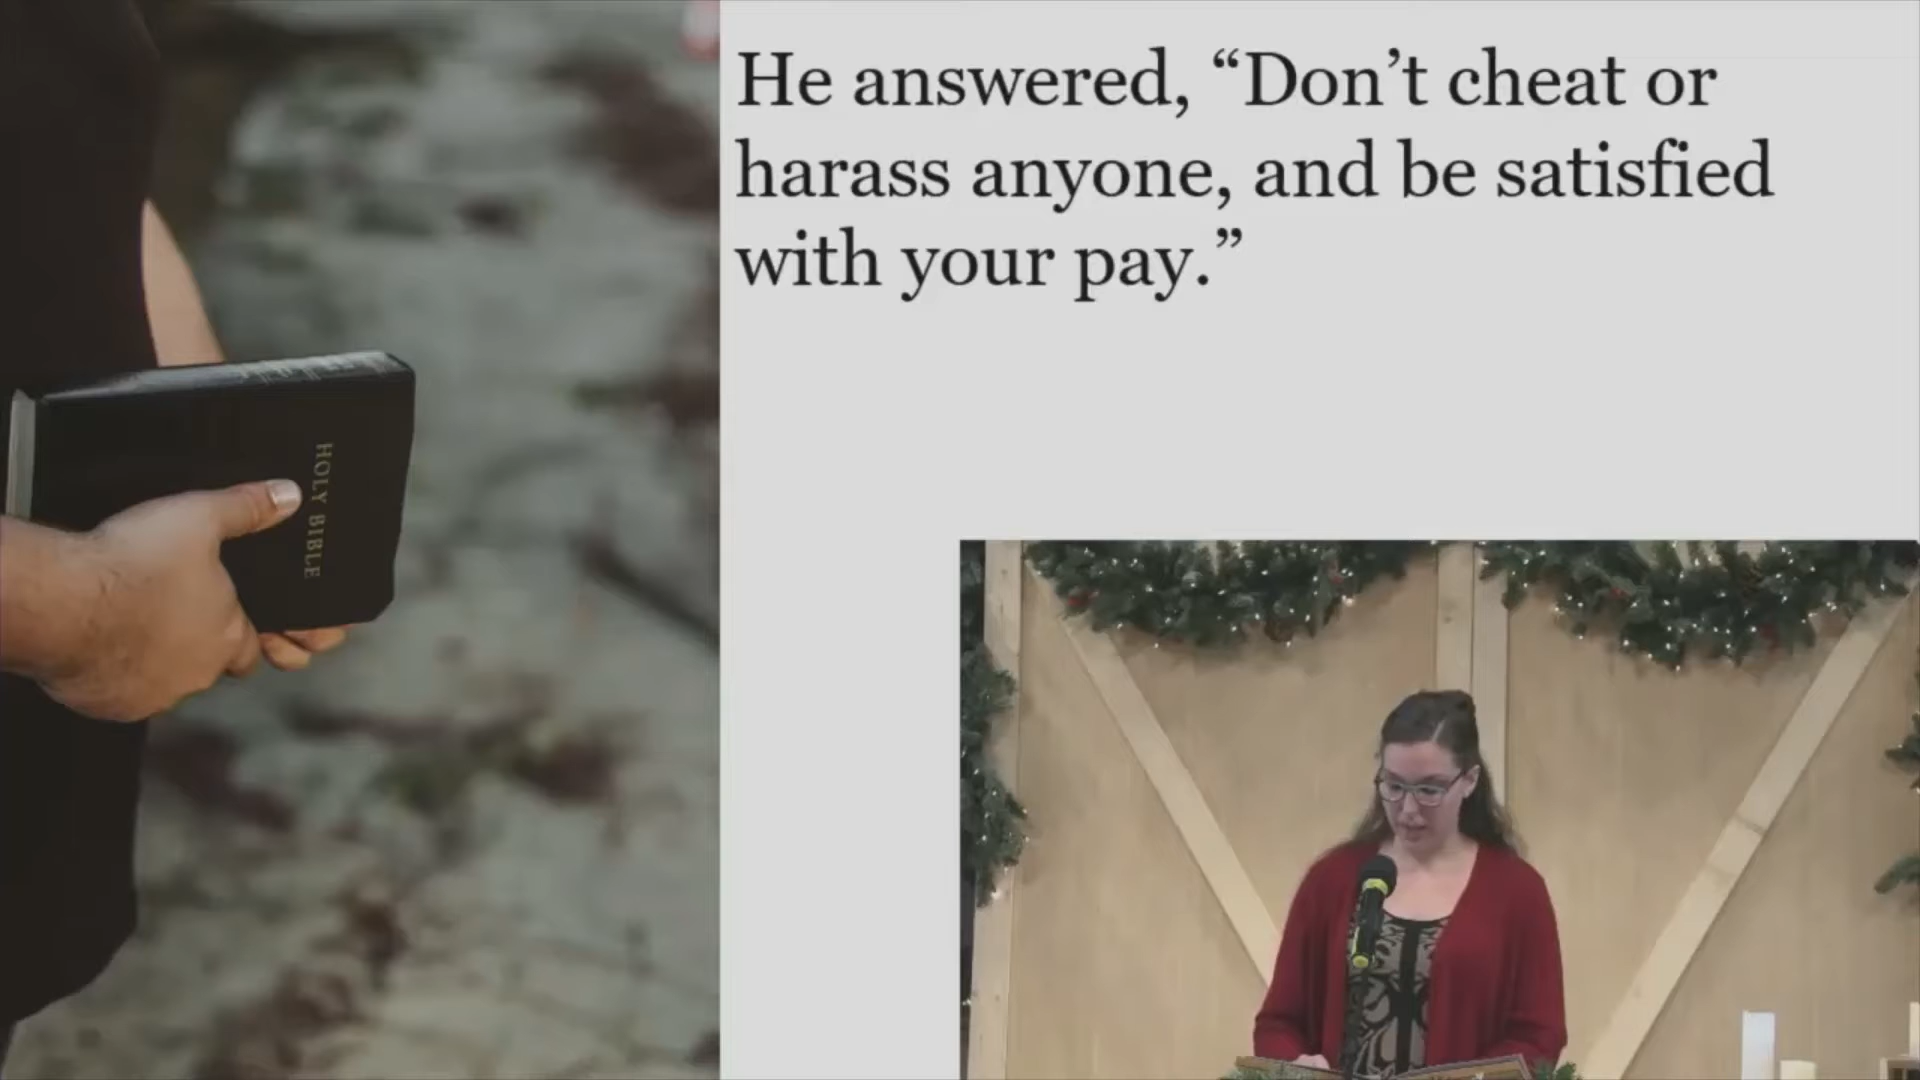 He answered, “Don’t cheat or
harass anyone, and be satisfied
with your pay.”
HOLY BIBLE